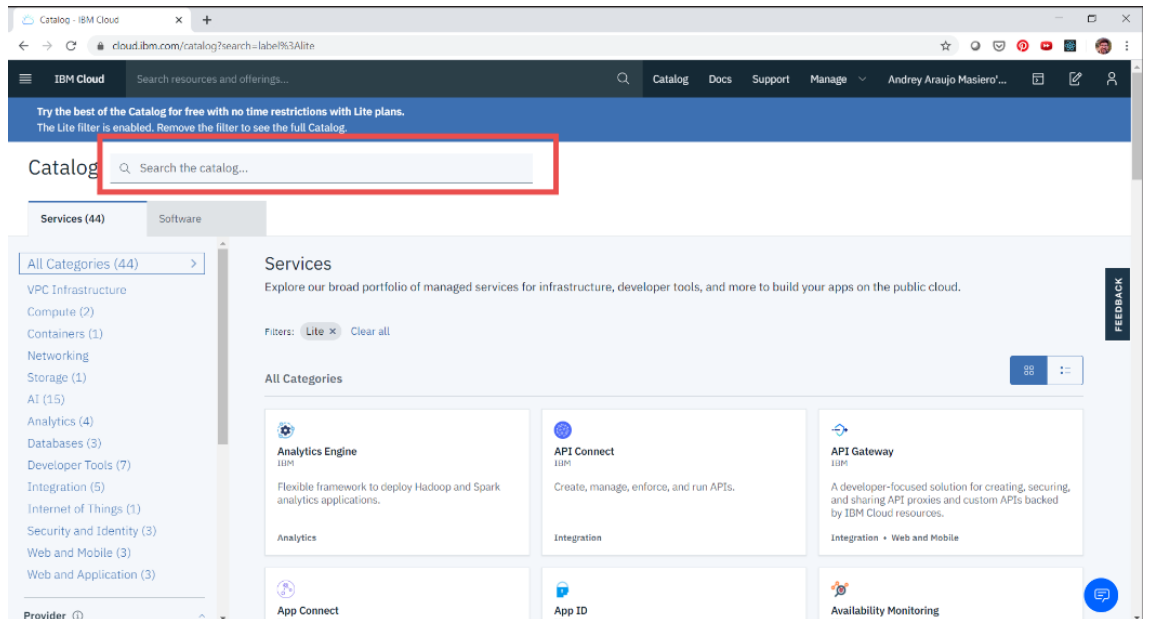 Catalog - IBM Cloud
cloud.ibm.com/catalog?search=label%3Alite
IBM Cloud
Search resources and offerings...
Catalog
Docs
Support
Manage
Andrey Araujo Masiero'...
Try the best of the Catalog for free with no time restrictions with Lite plans.
The Lite filter is enabled. Remove the filter to see the full Catalog.
Catalog
Search the catalog...
Services (44)
Software
All Categories (44)
VPC Infrastructure
Compute (2)
Containers (1)
Networking
Storage (1)
AI (15)
Analytics (4)
Databases (3)
Developer Tools (7)
Integration (5)
Internet of Things (1)
Security and Identity (3)
Web and Mobile (3)
Web and Application (3)
Provider
Services
Explore our broad portfolio of managed services for infrastructure, developer tools, and more to build your apps on the public cloud.
Filters: Lite × Clear all
All Categories
Analytics Engine
IBM
Flexible framework to deploy Hadoop and Spark
analytics applications.
Analytics
API Connect
IBM
Create, manage, enforce, and run APIs.
Integration
API Gateway
IBM
A developer-focused solution for creating, securing,
and sharing API proxies and custom APIs backed
by IBM Cloud resources.
Integration • Web and Mobile
App Connect
App ID
Availability Monitoring
FEEDBACK